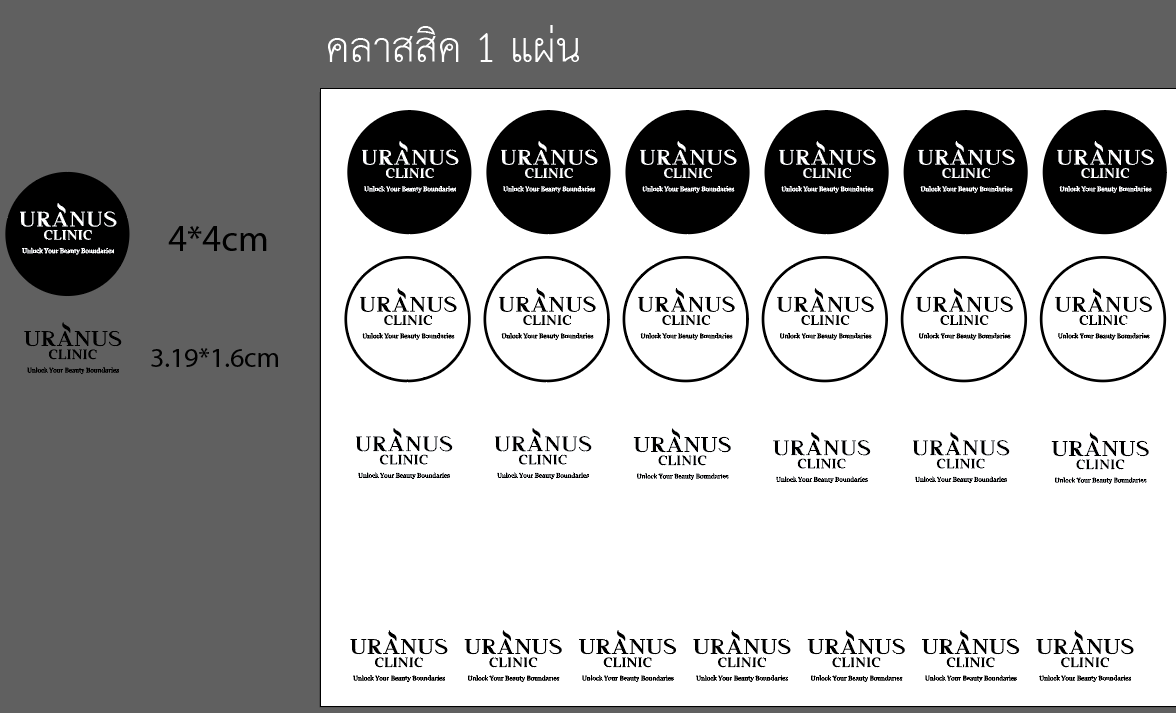 คลาสสิค 1 แผ่น
URANUS
CLINIC
Unlock Your Beauty Boundaries
4*4cm
URANUS
CLINIC
Unlock Your Beauty Boundaries
3.19*1.6cm
URANUS URANUS URANUS URANUS URANUS URANUS
CLINIC CLINIC CLINIC CLINIC CLINIC CLINIC
Unlock Your Beauty Boundaries Unlock Your Beauty Boundaries Unlock Your Beauty Boundaries Unlock Your Beauty Boundaries Unlock Your Beauty Boundaries Unlock Your Beauty Boundaries
URANUS URANUS URANUS URANUS URANUS URANUS
CLINIC CLINIC CLINIC CLINIC CLINIC CLINIC
Unlock Your Beauty Boundaries Unlock Your Beauty Boundaries Unlock Your Beauty Boundaries Unlock Your Beauty Boundaries Unlock Your Beauty Boundaries Unlock Your Beauty Boundaries
URANUS URANUS URANUS URANUS URANUS URANUS
CLINIC CLINIC CLINIC CLINIC CLINIC CLINIC
Unlock Your Beauty Boundaries Unlock Your Beauty Boundaries Unlock Your Beauty Boundaries Unlock Your Beauty Boundaries Unlock Your Beauty Boundaries Unlock Your Beauty Boundaries
URANUS URANUS URANUS URANUS URANUS URANUS URANUS
CLINIC CLINIC CLINIC CLINIC CLINIC CLINIC CLINIC
Unlock Your Beauty Boundaries Unlock Your Beauty Boundaries Unlock Your Beauty Boundaries Unlock Your Beauty Boundaries Unlock Your Beauty Boundaries Unlock Your Beauty Boundaries Unlock Your Beauty Boundaries